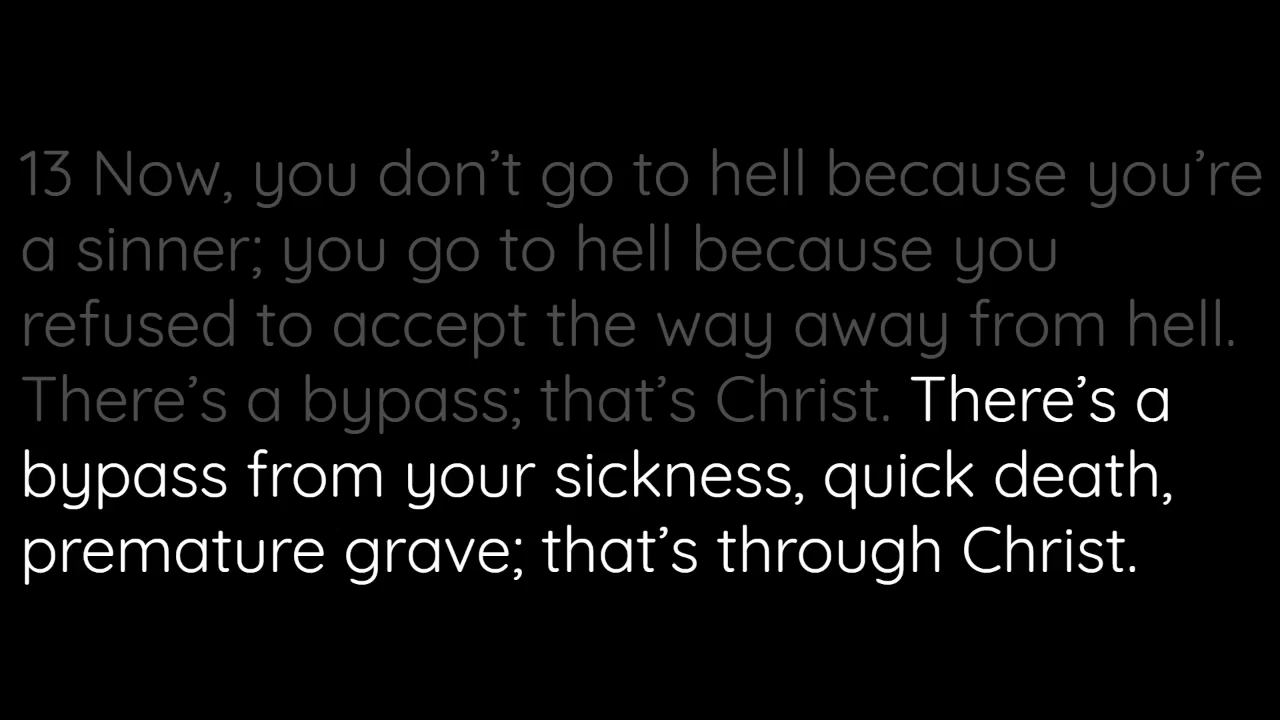 13 Now, you don’t go to hell because you’re
a sinner; you go to hell because you
refused to accept the way away from hell.
There’s a bypass; that’s Christ. There’s a
bypass from your sickness, quick death,
premature grave; that’s through Christ.